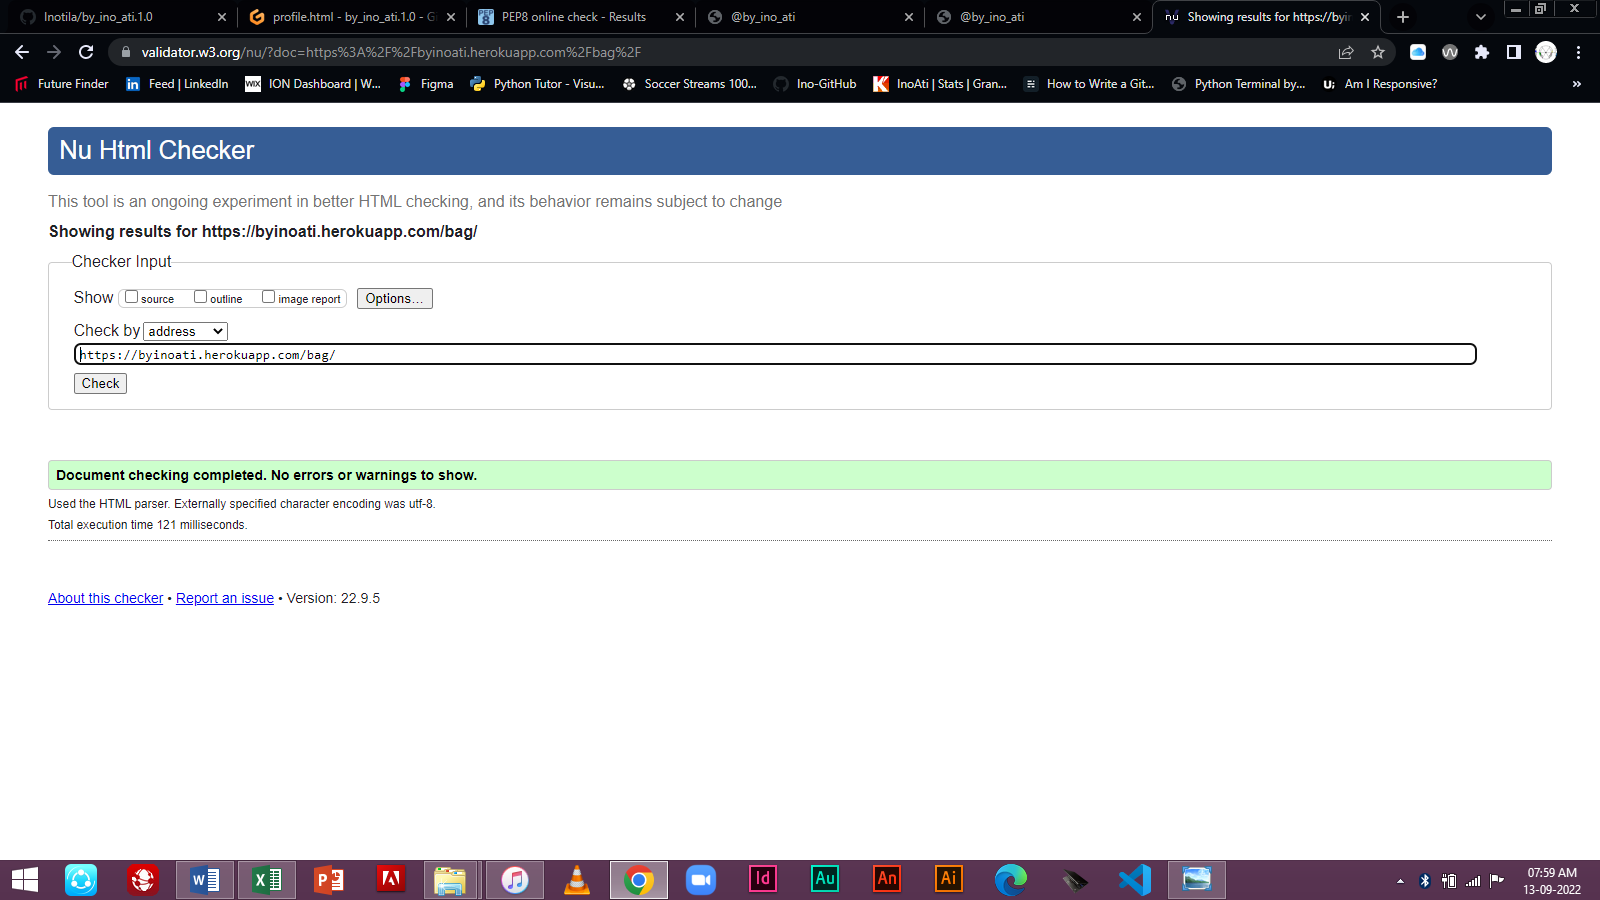 Inotila/by_ino_ati.1.0
profile.html - by_ino_ati.1.0 - G
PEP8 online check - Results
@by_ino_ati
@by_ino_ati
Showing results for https://byin
validator.w3.org/nu/?doc=https%3A%2F%2Fbyinoati.herokuapp.com%2Fbag%2F
Future Finder
Feed | LinkedIn
ION Dashboard | W...
Figma
Python Tutor - Visu...
Soccer Streams 100...
Ino-GitHub
InoAti | Stats | Gran...
How to Write a Git...
Python Terminal by...
Am I Responsive?
»
Nu Html Checker
This tool is an ongoing experiment in better HTML checking, and its behavior remains subject to change
Showing results for https://byinoati.herokuapp.com/bag/
Checker Input
Show source outline image report Options...
Check by address
https://byinoati.herokuapp.com/bag/
Check
Document checking completed. No errors or warnings to show.
Used the HTML parser. Externally specified character encoding was utf-8.
Total execution time 121 milliseconds.
About this checker • Report an issue • Version: 22.9.5
07:59 AM
13-09-2022